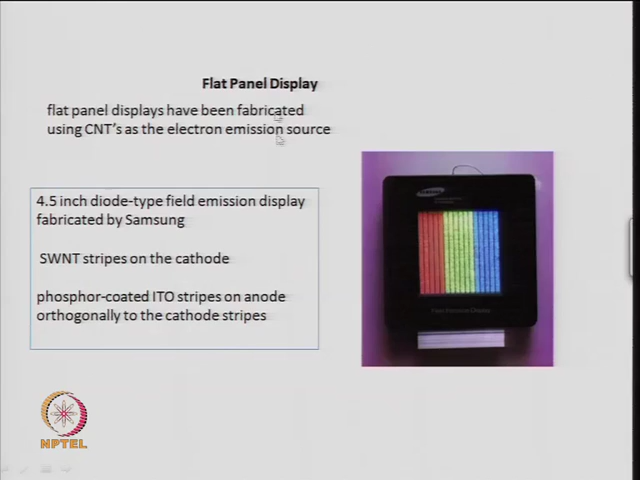 Flat Panel Display
flat panel displays have been fabricated
using CNT's as the electron emission source
4.5 inch diode-type field emission display
fabricated by Samsung
SWNT stripes on the cathode
phosphor-coated ITO stripes on anode
orthogonally to the cathode stripes
NPTEL